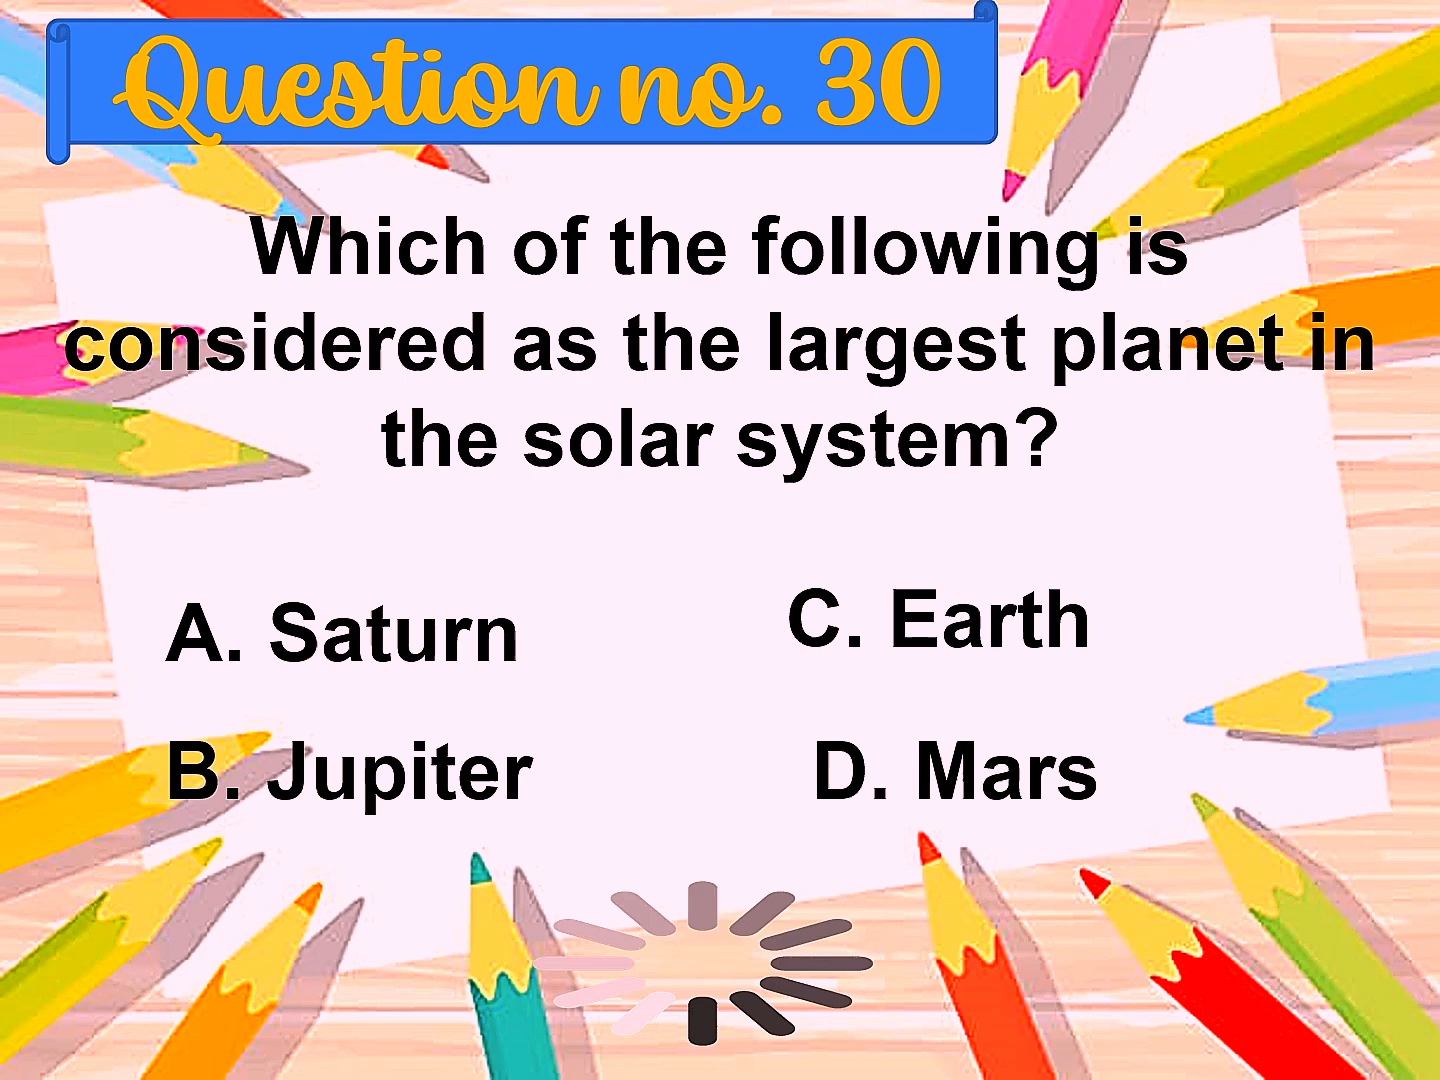 Question no. 30
Which of the following is
considered as the largest planet in
the solar system?
A. Saturn
C. Earth
B. Jupiter
D. Mars